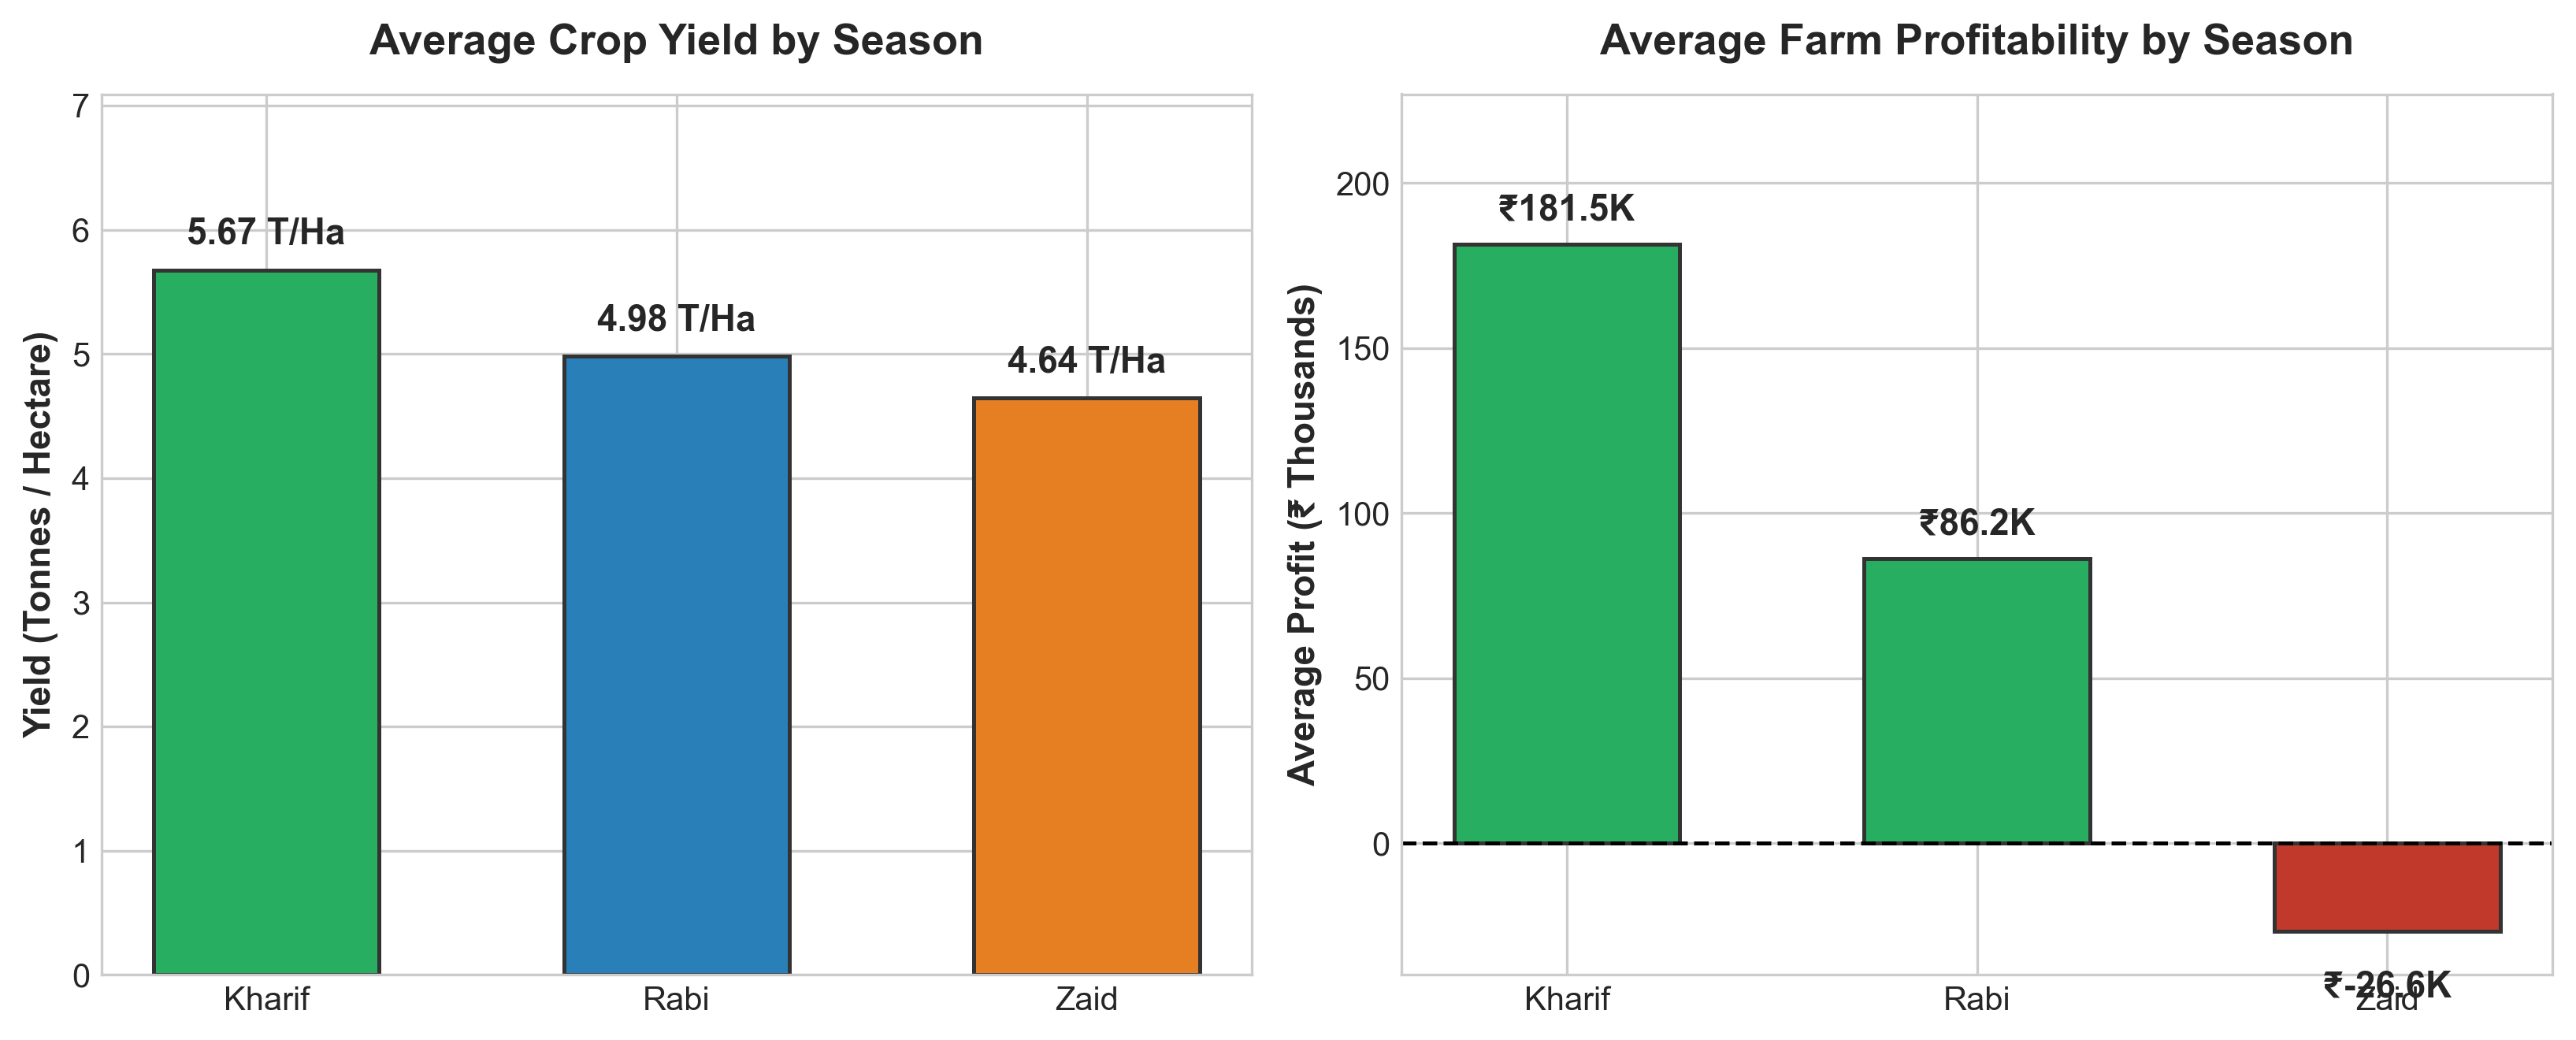 Average Crop Yield by Season
Yield (Tonnes / Hectare)
7
6
5
4
3
2
1
0
5.67 T/Ha
4.98 T/Ha
4.64 T/Ha
Kharif
Rabi
Zaid
Average Farm Profitability by Season
Average Profit (₹ Thousands)
200
150
100
50
0
₹181.5K
₹86.2K
₹-26.6K
Kharif
Rabi
Zaid